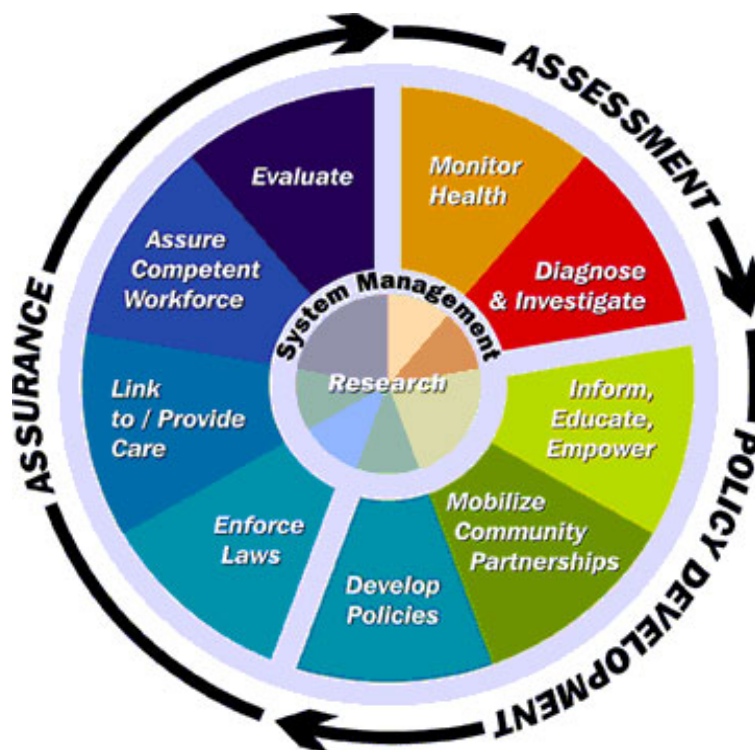 ASSESSMENT
Monitor
Health
Diagnose
& Investigate
POLICY DEVELOPMENT
Inform,
Educate,
Empower
Mobilize
Community
Partnerships
Develop
Policies
ASSURANCE
Enforce
Laws
Link
to / Provide
Care
Assure
Competent
Workforce
Evaluate
System Management
Research